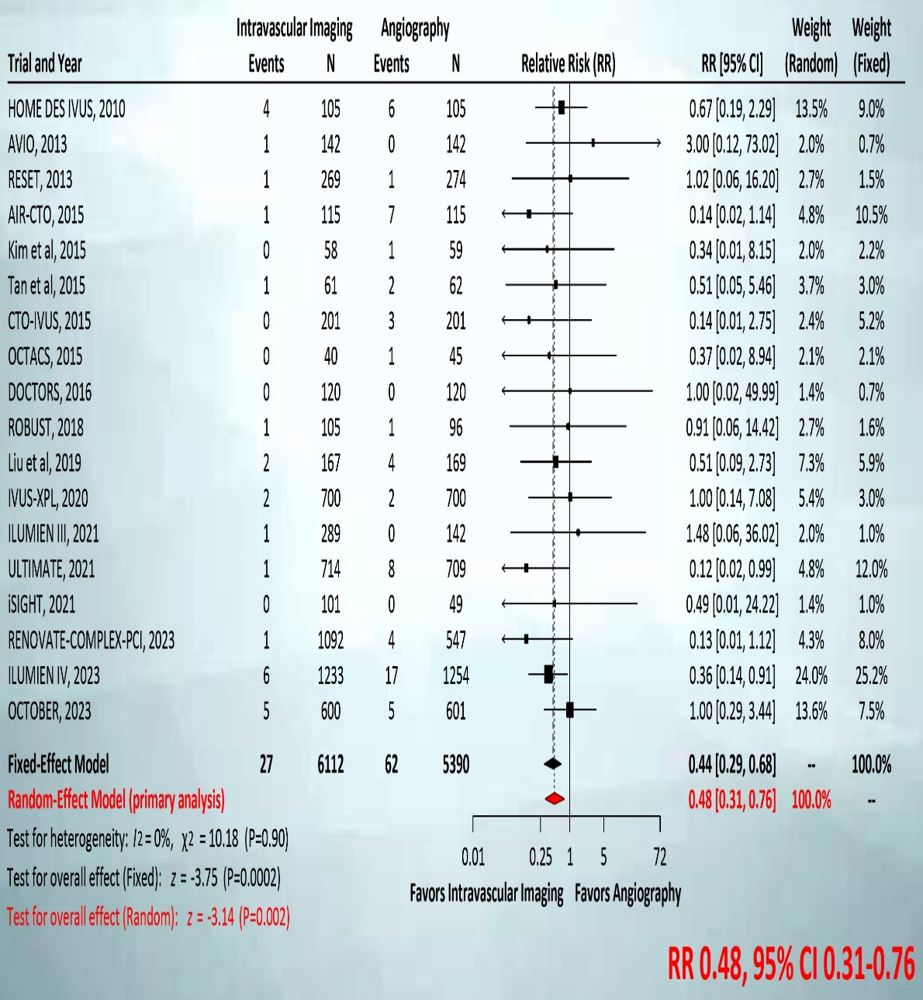 Intravascular Imaging Angiography Weight Weight
Trial and Year Events N Events N Relative Risk (RR) RR [95% CI] (Random) (Fixed)
HOME DES IVUS, 2010 4 105 6 105 0.67 [0.19, 2.29] 13.5% 9.0%
AVIO, 2013 1 142 0 142 3.00 [0.12, 73.02] 2.0% 0.7%
RESET, 2013 1 269 1 274 1.02 [0.06, 16.20] 2.7% 1.5%
AIR-CTO, 2015 1 115 7 115 0.14 [0.02, 1.14] 4.8% 10.5%
Kim et al, 2015 0 58 1 59 0.34 [0.01, 8.15] 2.0% 2.2%
Tan et al, 2015 1 61 2 62 0.51 [0.05, 5.46] 3.7% 3.0%
CTO-IVUS, 2015 0 201 3 201 0.14 [0.01, 2.75] 2.4% 5.2%
OCTACS, 2015 0 40 1 45 0.37 [0.02, 8.94] 2.1% 2.1%
DOCTORS, 2016 0 120 0 120 1.00 [0.02, 49.99] 1.4% 0.7%
ROBUST, 2018 1 105 1 96 0.91 [0.06, 14.42] 2.7% 1.6%
Liu et al, 2019 2 167 4 169 0.51 [0.09, 2.73] 7.3% 5.9%
IVUS-XPL, 2020 2 700 2 700 1.00 [0.14, 7.08] 5.4% 3.0%
ILUMIEN III, 2021 1 289 0 142 1.48 [0.06, 36.02] 2.0% 1.0%
ULTIMATE, 2021 1 714 8 709 0.12 [0.02, 0.99] 4.8% 12.0%
iSIGHT, 2021 0 101 0 49 0.49 [0.01, 24.22] 1.4% 1.0%
RENOVATE-COMPLEX-PCI, 2023 1 1092 4 547 0.13 [0.01, 1.12] 4.3% 8.0%
ILUMIEN IV, 2023 6 1233 17 1254 0.36 [0.14, 0.91] 24.0% 25.2%
OCTOBER, 2023 5 600 5 601 1.00 [0.29, 3.44] 13.6% 7.5%
Fixed-Effect Model 27 6112 62 5390 0.44 [0.29, 0.68] -- 100.0%
Random-Effect Model (primary analysis) 0.48 [0.31, 0.76] 100.0% --
Test for heterogeneity: I2 = 0%, χ2 = 10.18 (P=0.90)
0.01 0.25 1 5 72
Test for overall effect (Fixed): z = -3.75 (P=0.0002)
Favors Intravascular Imaging Favors Angiography
Test for overall effect (Random): z = -3.14 (P=0.002)
RR 0.48, 95% CI 0.31-0.76